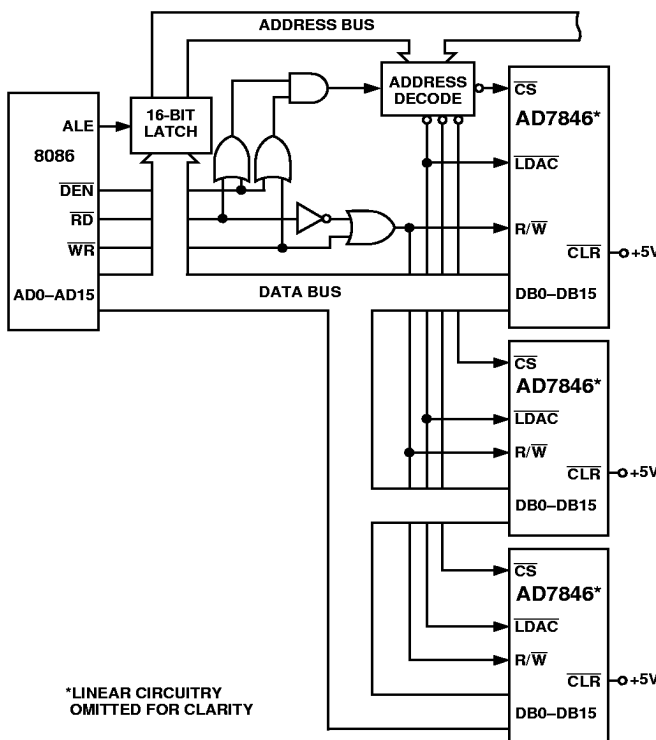 ADDRESS BUS
ALE
8086
DEN
RD
WR
AD0–AD15
16-BIT
LATCH
ADDRESS
DECODE
DATA BUS
CS
AD7846*
LDAC
R/W
CLR
+5V
DB0–DB15
CS
AD7846*
LDAC
R/W
CLR
+5V
DB0–DB15
CS
AD7846*
LDAC
R/W
CLR
+5V
DB0–DB15
*LINEAR CIRCUITRY
OMITTED FOR CLARITY